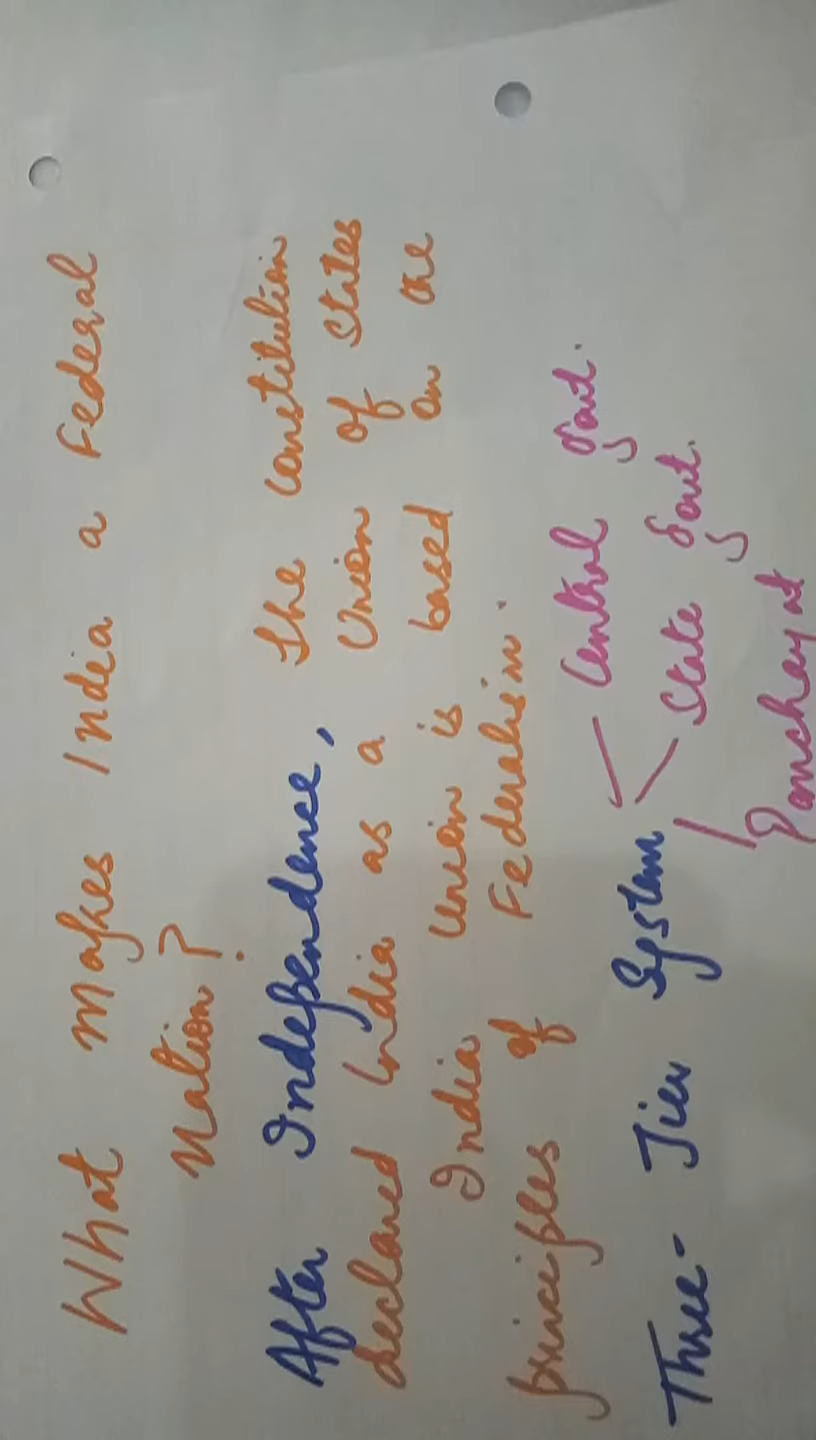 What makes India a Federal
Nation?
After Independence, The constitution
declared India as a Union of States
India Union is based on the
principles of Federalism.
Three-Tier System Central govt.
State govt.
Panchayat